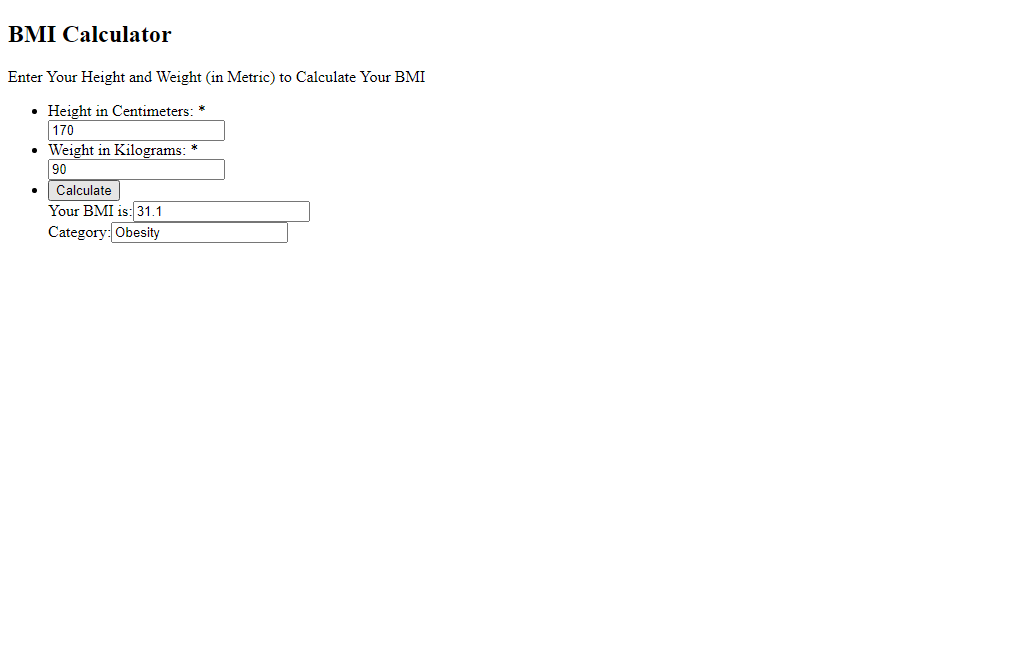 BMI Calculator
Enter Your Height and Weight (in Metric) to Calculate Your BMI
Height in Centimeters: *
170
Weight in Kilograms: *
90
Calculate
Your BMI is: 31.1
Category: Obesity